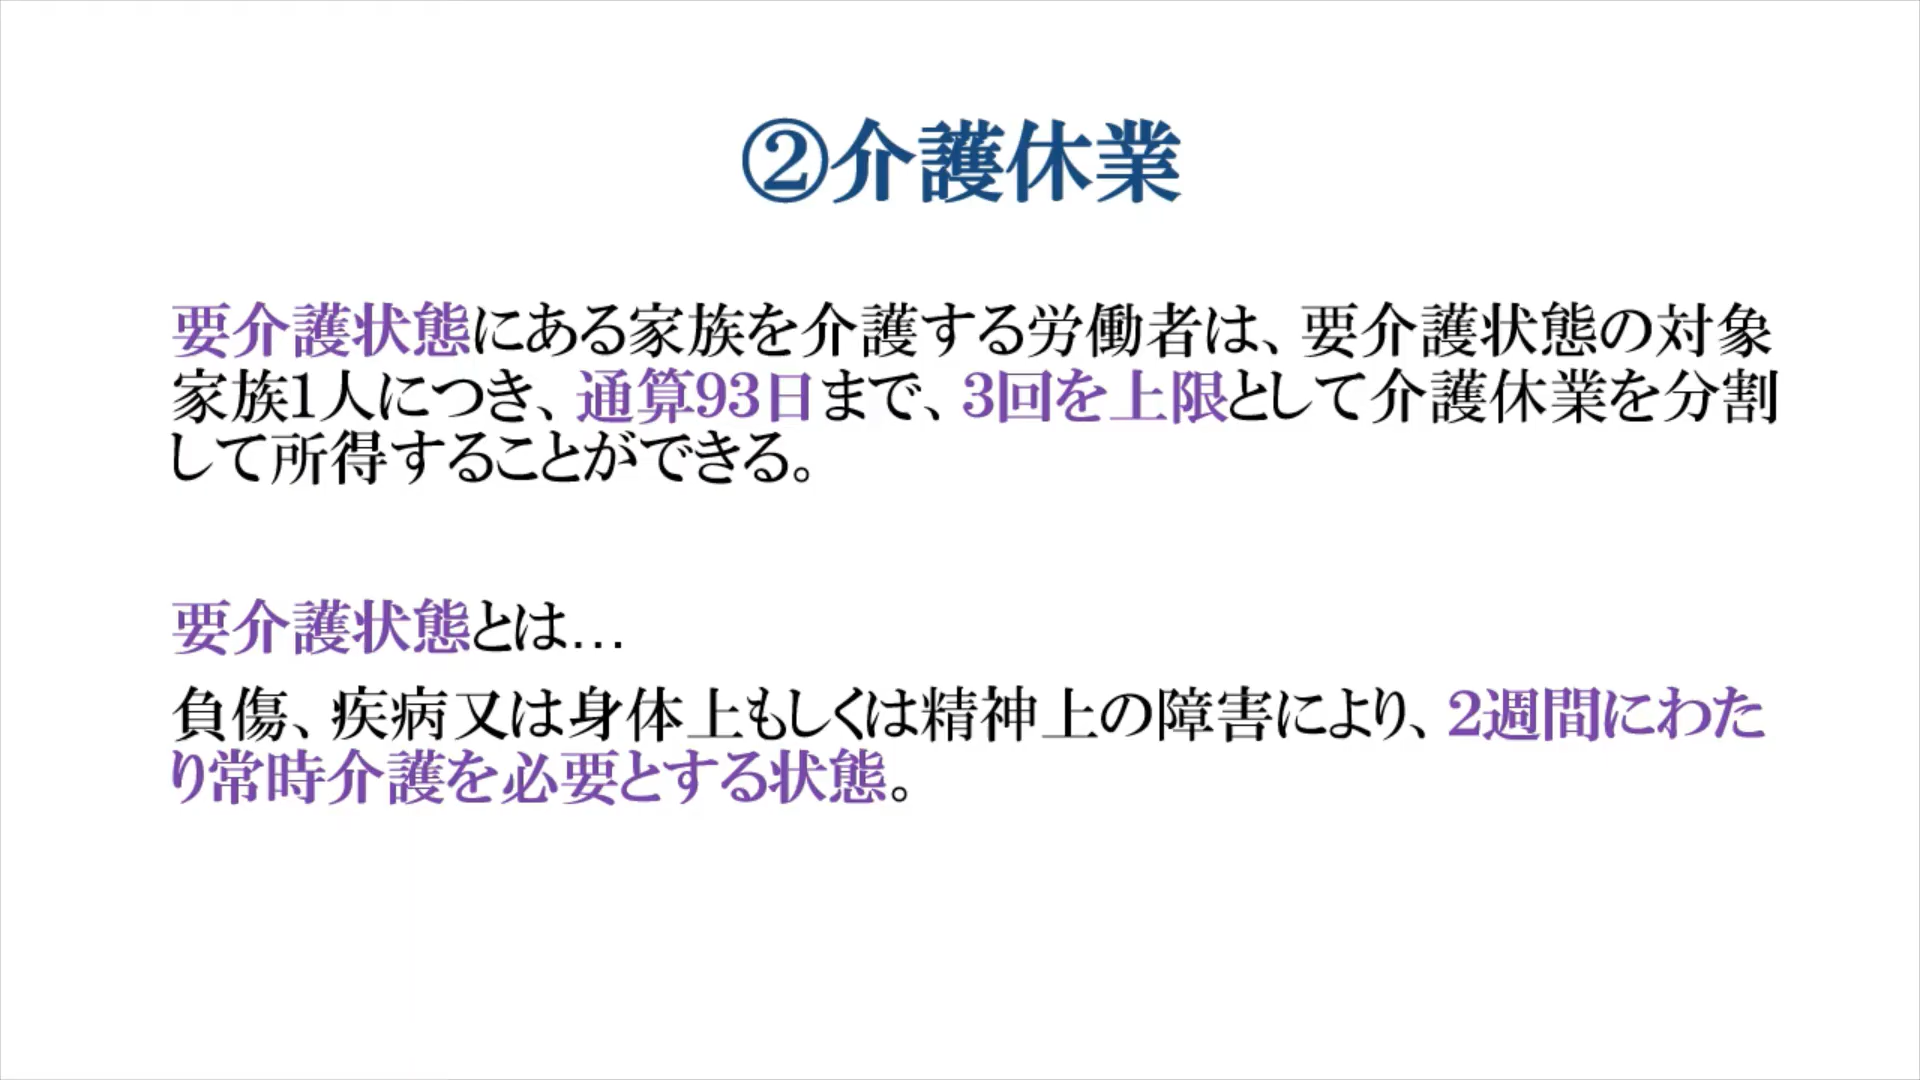 ②介護休業
要介護状態にある家族を介護する労働者は、要介護状態の対象
家族1人につき、通算93日まで、3回を上限として介護休業を分割
して所得することができる。
要介護状態とは…
負傷、疾病又は身体上もしくは精神上の障害により、2週間にわた
り常時介護を必要とする状態。